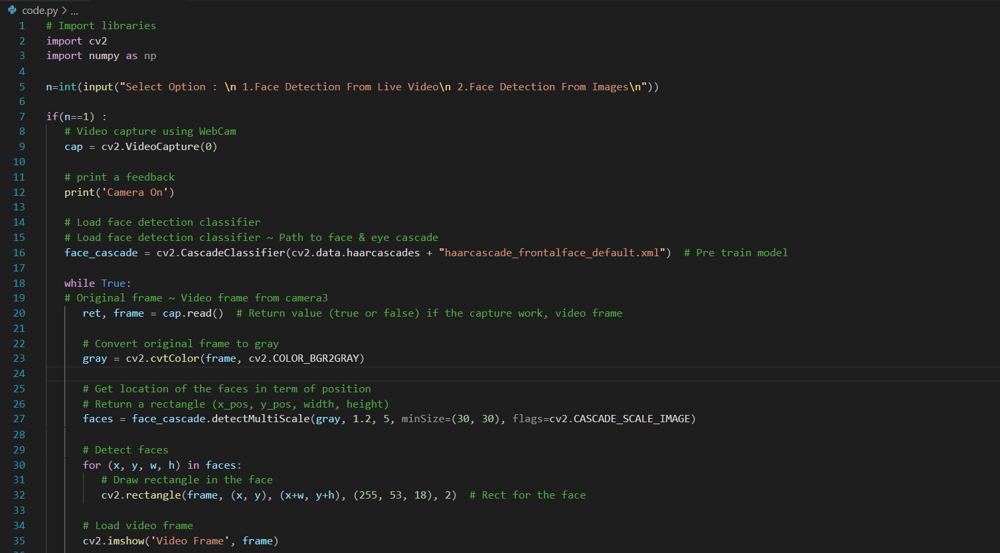 code.py > ...
1 # Import libraries
2 import cv2
3 import numpy as np
4
5 n=int(input("Select Option : \n 1.Face Detection From Live Video\n 2.Face Detection From Images\n"))
6
7 if(n==1) :
8    # Video capture using WebCam
9    cap = cv2.VideoCapture(0)
10
11    # print a feedback
12    print('Camera On')
13
14    # Load face detection classifier
15    # Load face detection classifier ~ Path to face & eye cascade
16    face_cascade = cv2.CascadeClassifier(cv2.data.haarcascades + "haarcascade_frontalface_default.xml")  # Pre train model
17
18    while True:
19    # Original frame ~ Video frame from camera3
20       ret, frame = cap.read()  # Return value (true or false) if the capture work, video frame
21
22       # Convert original frame to gray
23       gray = cv2.cvtColor(frame, cv2.COLOR_BGR2GRAY)
24
25       # Get location of the faces in term of position
26       # Return a rectangle (x_pos, y_pos, width, height)
27       faces = face_cascade.detectMultiScale(gray, 1.2, 5, minSize=(30, 30), flags=cv2.CASCADE_SCALE_IMAGE)
28
29       # Detect faces
30       for (x, y, w, h) in faces:
31          # Draw rectangle in the face
32          cv2.rectangle(frame, (x, y), (x+w, y+h), (255, 53, 18), 2)  # Rect for the face
33
34       # Load video frame
35       cv2.imshow('Video Frame', frame)